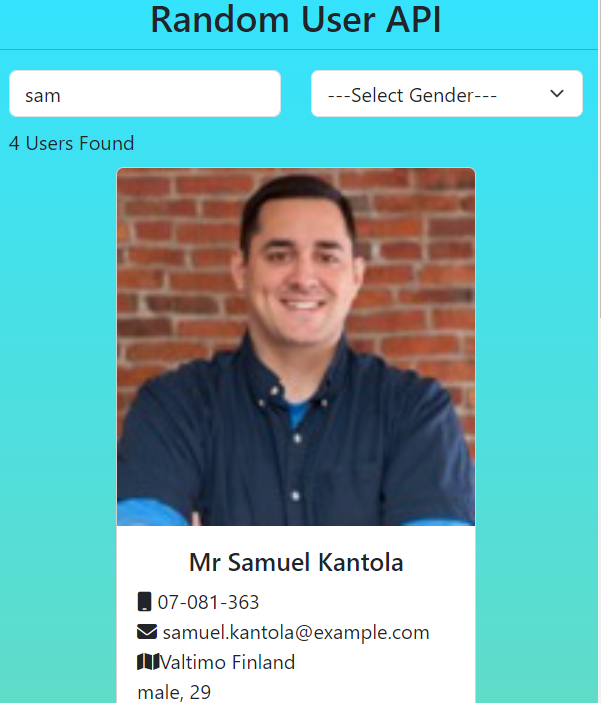 Random User API
sam ---Select Gender---
4 Users Found
Mr Samuel Kantola
07-081-363
samuel.kantola@example.com
Valtimo Finland
male, 29